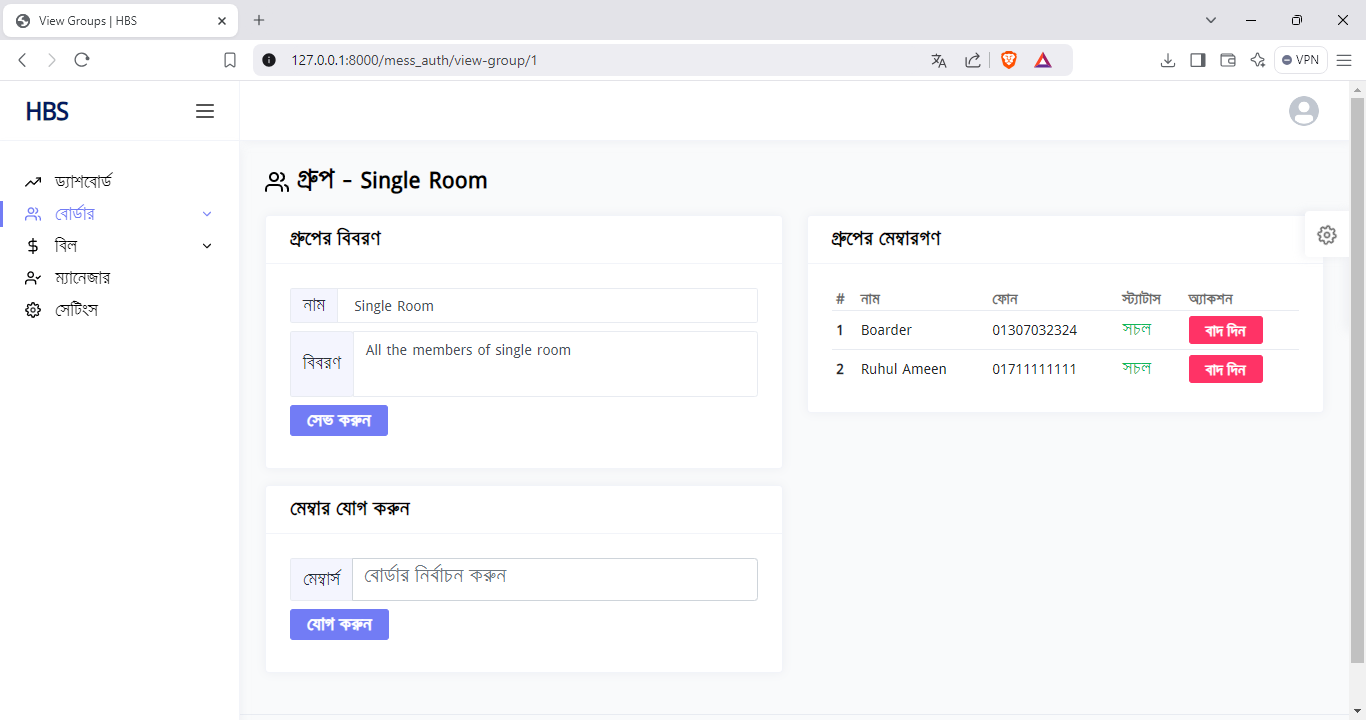 View Groups | HBS
127.0.0.1:8000/mess_auth/view-group/1
VPN
HBS
ড্যাশবোর্ড
বোর্ডার
বিল
ম্যানেজার
সেটিংস
গ্রুপ - Single Room
গ্রুপের বিবরণ
নাম Single Room
বিবরণ All the members of single room
সেভ করুন
মেম্বার যোগ করুন
মেম্বার্স বোর্ডার নির্বাচন করুন
যোগ করুন
গ্রুপের মেম্বারগণ
# নাম ফোন স্ট্যাটাস অ্যাকশন
1 Boarder 01307032324 সচল বাদ দিন
2 Ruhul Ameen 01711111111 সচল বাদ দিন